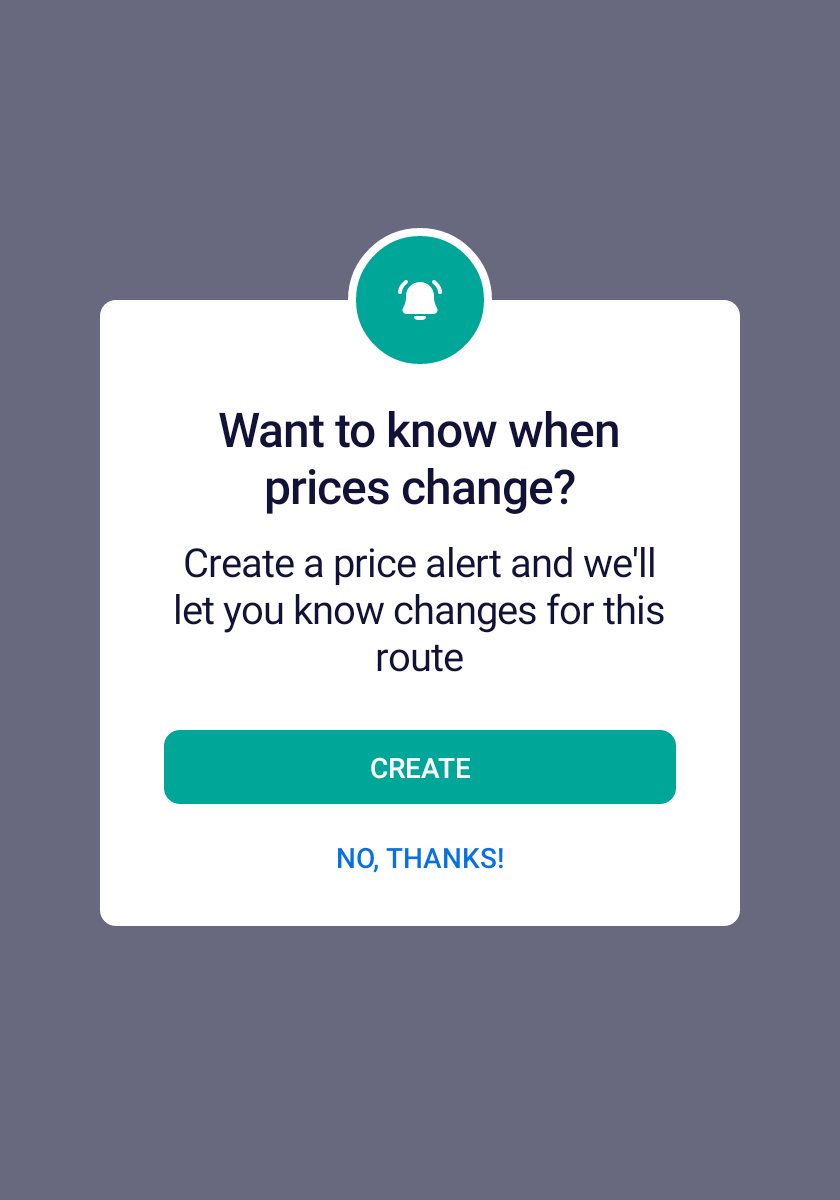 Want to know when
prices change?
Create a price alert and we'll
let you know changes for this
route
CREATE
NO, THANKS!